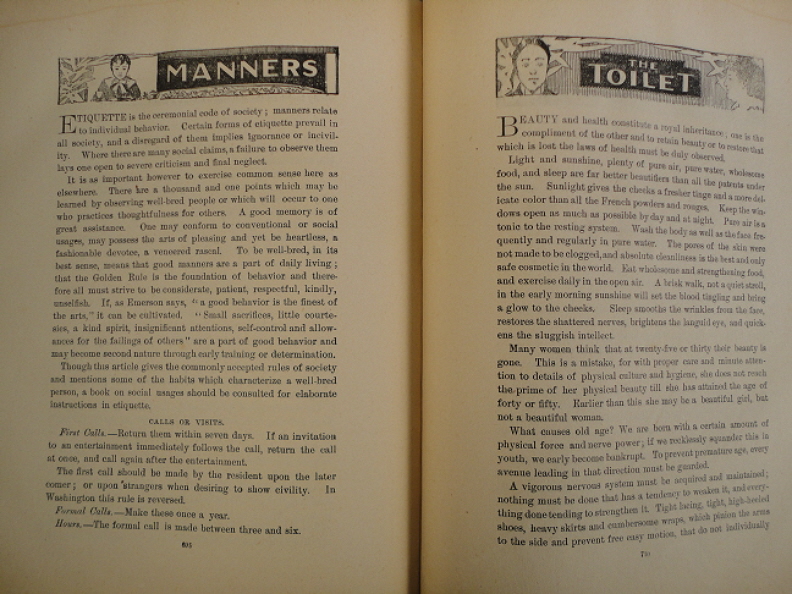 MANNERS
ETIQUETTE is the ceremonial code of society; manners relate
to individual behavior. Certain forms of etiquette prevail in
all society, and a disregard of them implies ignorance or incivil-
ity. Where there are many social claims, a failure to observe them
lays one open to severe criticism and final neglect.
It is as important however to exercise common sense here as
elsewhere. There are a thousand and one points which may be
learned by observing well-bred people or which will occur to one
who practices thoughtfulness for others. A good memory is of
great assistance. One may conform to conventional or social
usages, may possess the arts of pleasing and yet be heartless, a
fashionable devotee, a veneered rascal. To be well-bred, in its
best sense, means that good manners are a part of daily living;
that the Golden Rule is the foundation of behavior and there-
fore all must strive to be considerate, patient, respectful, kindly,
unselfish. If, as Emerson says, "a good behavior is the finest of
the arts," it can be cultivated. "Small sacrifices, little courte-
sies, a kind spirit, insignificant attentions, self-control and allow-
ances for the failings of others" are a part of good behavior and
may become second nature through early training or determination.
Though this article gives the commonly accepted rules of society
and mentions some of the habits which characterize a well-bred
person, a book on social usages should be consulted for elaborate
instructions in etiquette.
CALLS OR VISITS.
First Calls.—Return them within seven days. If an invitation
to an entertainment immediately follows the call, return the call
at once, and call again after the entertainment.
The first call should be made by the resident upon the later
comer; or upon strangers when desiring to show civility. In
Washington this rule is reversed.
Formal Calls.—Make these once a year.
Hours.—The formal call is made between three and six.
THE
TOILET
BEAUTY and health constitute a royal inheritance; one is the
compliment of the other and to retain beauty or to restore that
which is lost the laws of health must be duly observed.
Light and sunshine, plenty of pure air, pure water, wholesome
food, and sleep are far better beautifiers than all the patents under
the sun. Sunlight gives the cheeks a fresher tinge and a more del-
icate color than all the French powders and rouges. Keep the win-
dows open as much as possible by day and at night. Pure air is a
tonic to the resting system. Wash the body as well as the face fre-
quently and regularly in pure water. The pores of the skin were
not made to be clogged, and absolute cleanliness is the best and only
safe cosmetic in the world. Eat wholesome and strengthening food,
and exercise daily in the open air. A brisk walk, not a quiet stroll,
in the early morning sunshine will set the blood tingling and bring
a glow to the cheeks. Sleep smooths the wrinkles from the face,
restores the shattered nerves, brightens the languid eye, and quick-
ens the sluggish intellect.
Many women think that at twenty-five or thirty their beauty is
gone. This is a mistake, for with proper care and minute atten-
tion to details of physical culture and hygiene, she does not reach
the prime of her physical beauty till she has attained the age of
forty or fifty. Earlier than this she may be a beautiful girl, but
not a beautiful woman.
What causes old age? We are born with a certain amount of
physical force and nerve power; if we recklessly squander this in
youth, we early become bankrupt. To prevent premature age, every
avenue leading in that direction must be guarded.
A vigorous nervous system must be acquired and maintained;
nothing must be done that has a tendency to weaken it, and every-
thing done tending to strengthen it. Tight lacing, tight, high-heeled
shoes, heavy skirts and cumbersome wraps, which pinion the arms
to the side and prevent free easy motion, that do not individually